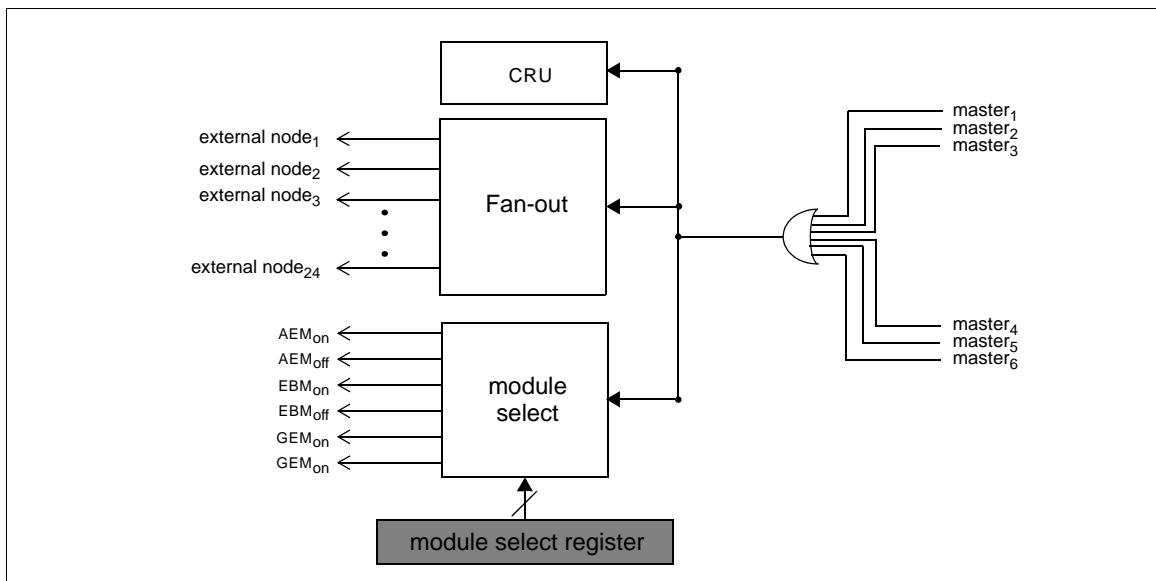 CRU
external node1
external node2
external node3
external node24
Fan-out
master1
master2
master3
master4
master5
master6
AEMon
AEMoff
EBMon
EBMoff
GEMon
GEMon
module
select
module select register